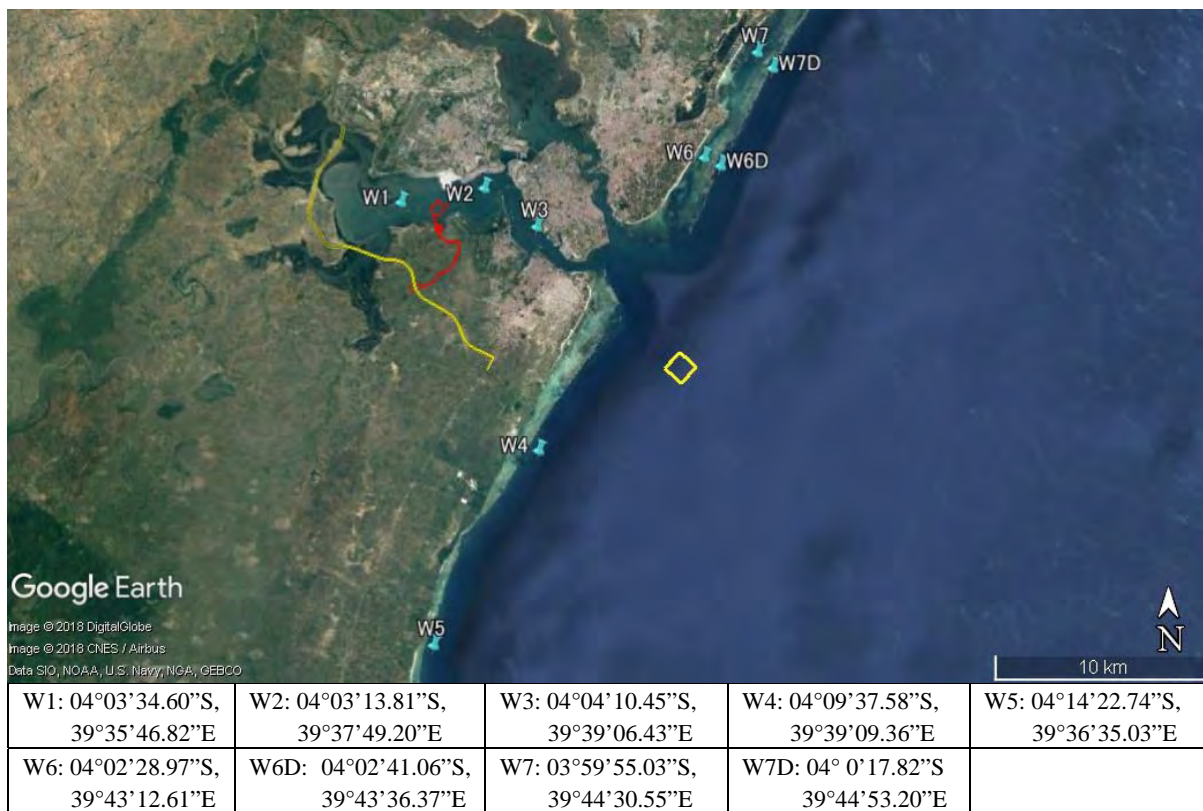 W7
W7D
W6
W6D
W1
W2
W3
W4
Google Earth
W5
Image © 2018 DigitalGlobe
Image © 2018 CNES / Airbus
Data SIO, NOAA, U.S. Navy, NGA, GEBCO
N
10 km
W1: 04°03’34.60”S,
39°35’46.82”E
W2: 04°03’13.81”S,
39°37’49.20”E
W3: 04°04’10.45”S,
39°39’06.43”E
W4: 04°09’37.58”S,
39°39’09.36”E
W5: 04°14’22.74”S,
39°36’35.03”E
W6: 04°02’28.97”S,
39°43’12.61”E
W6D: 04°02’41.06”S,
39°43’36.37”E
W7: 03°59’55.03”S,
39°44’30.55”E
W7D: 04° 0’17.82”S
39°44’53.20”E